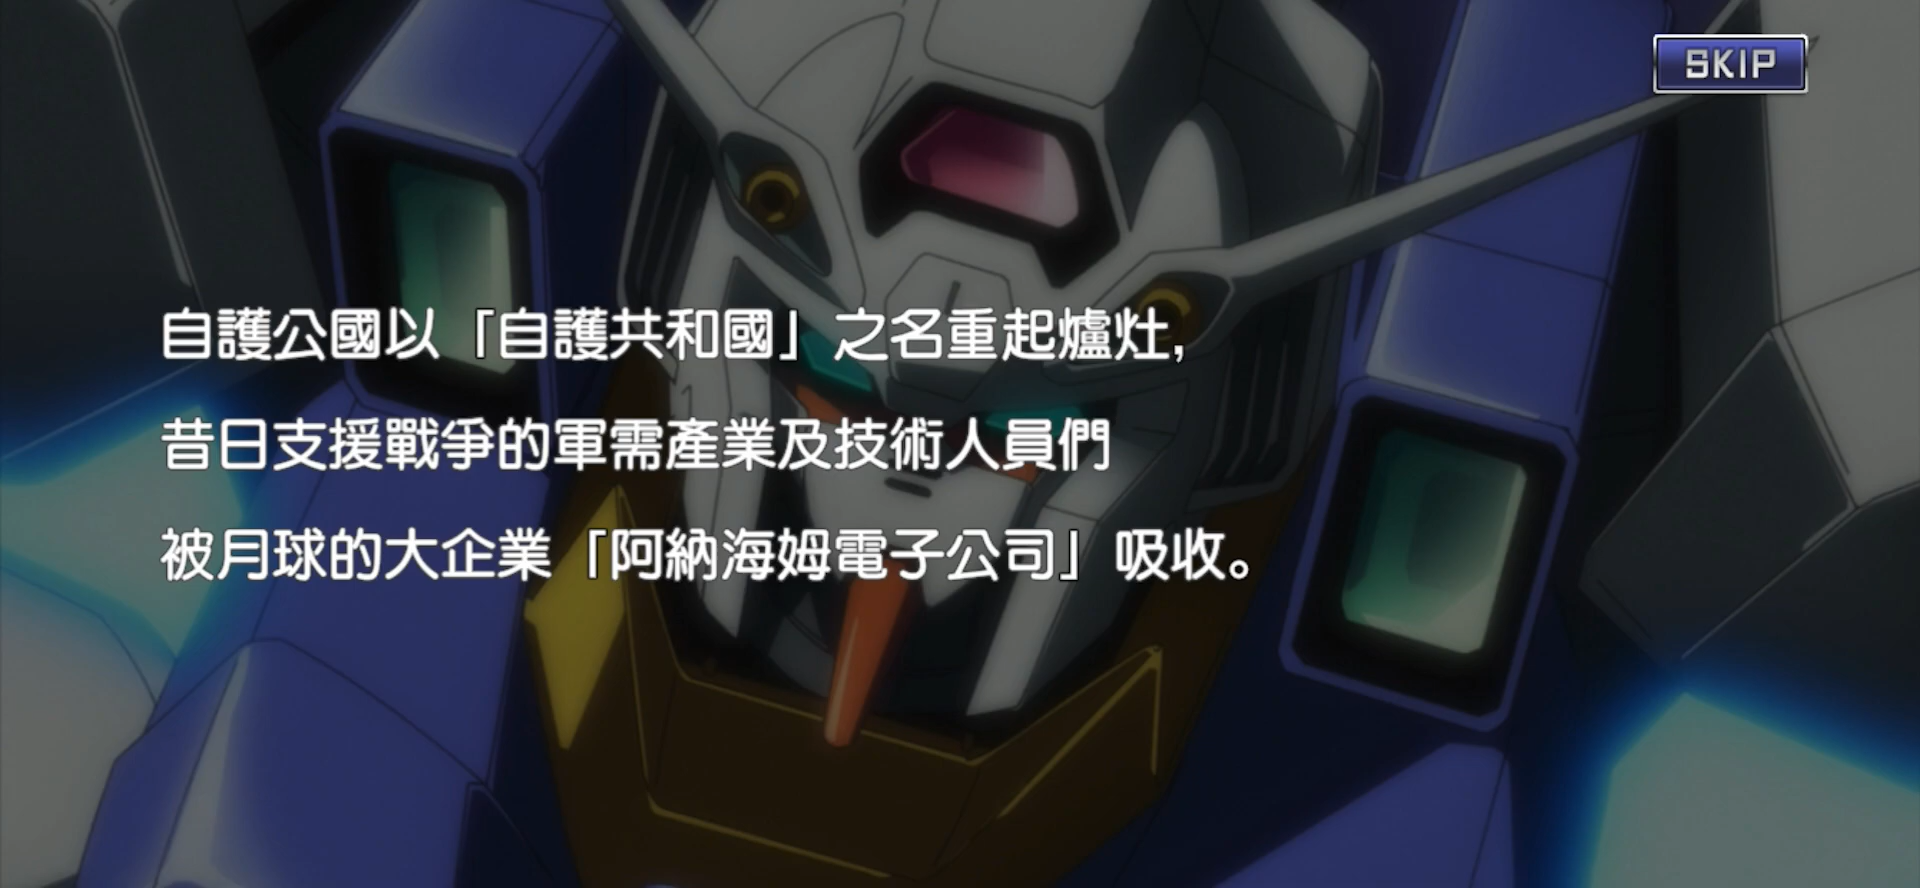 SKIP
自護公國以「自護共和國」之名重起爐灶,
昔日支援戰爭的軍需產業及技術人員們
被月球的大企業「阿納海姆電子公司」吸收。